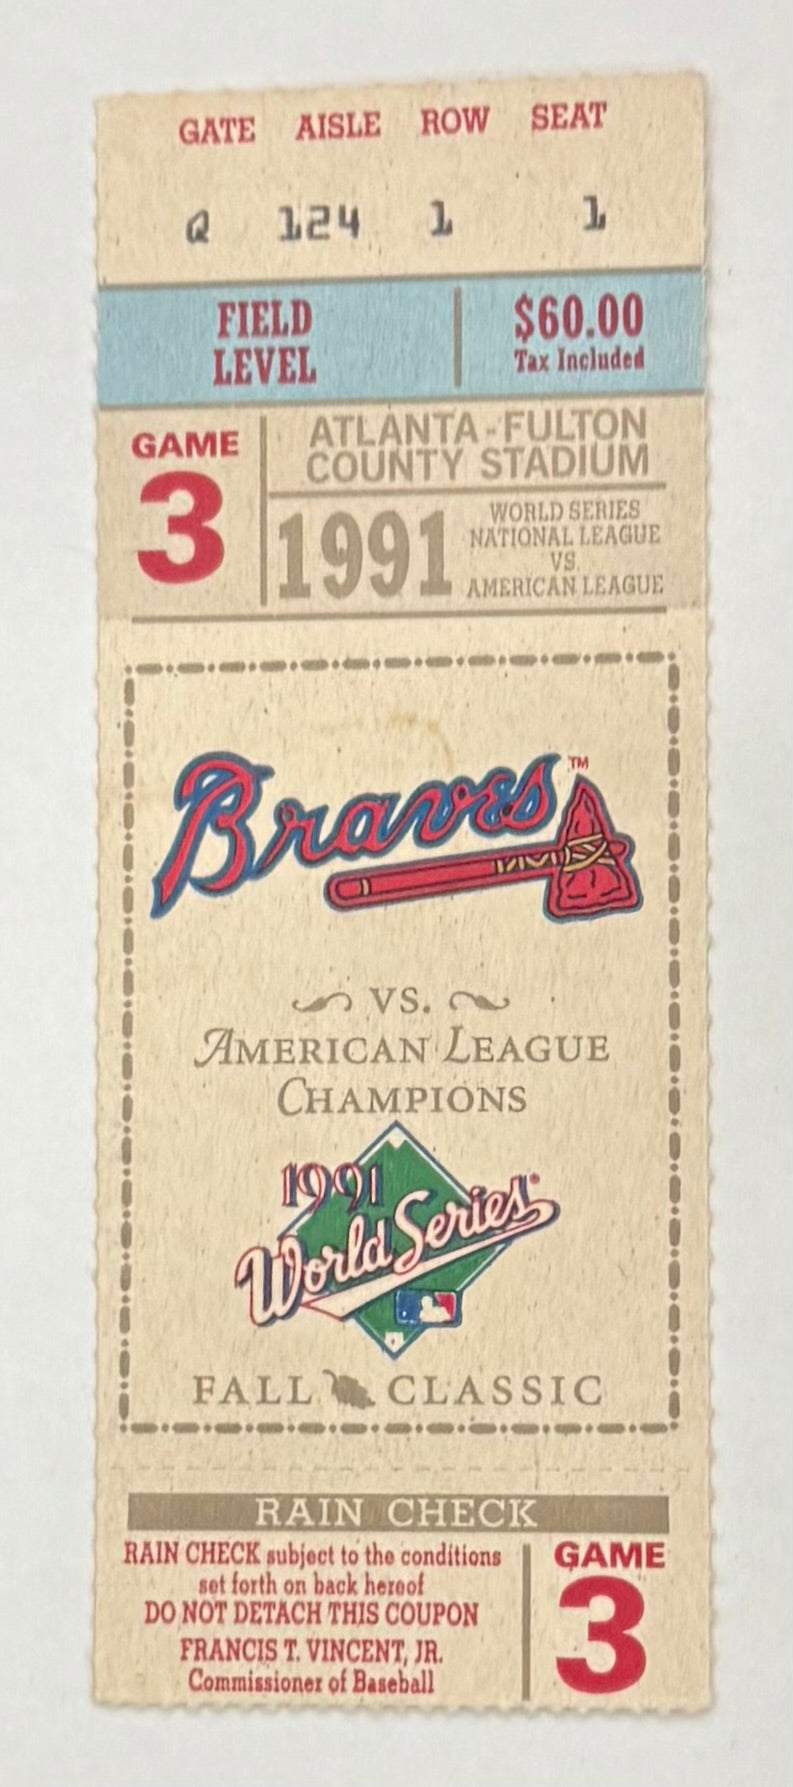 GATE AISLE ROW SEAT
Q 124 1 1
FIELD LEVEL
$60.00
Tax Included
GAME
3
ATLANTA-FULTON
COUNTY STADIUM
1991
WORLD SERIES
NATIONAL LEAGUE
VS.
AMERICAN LEAGUE
Braves™
VS.
AMERICAN LEAGUE
CHAMPIONS
1991
World Series®
FALL CLASSIC
RAIN CHECK
RAIN CHECK subject to the conditions
set forth on back hereof
DO NOT DETACH THIS COUPON
FRANCIS T. VINCENT, JR.
Commissioner of Baseball
GAME
3